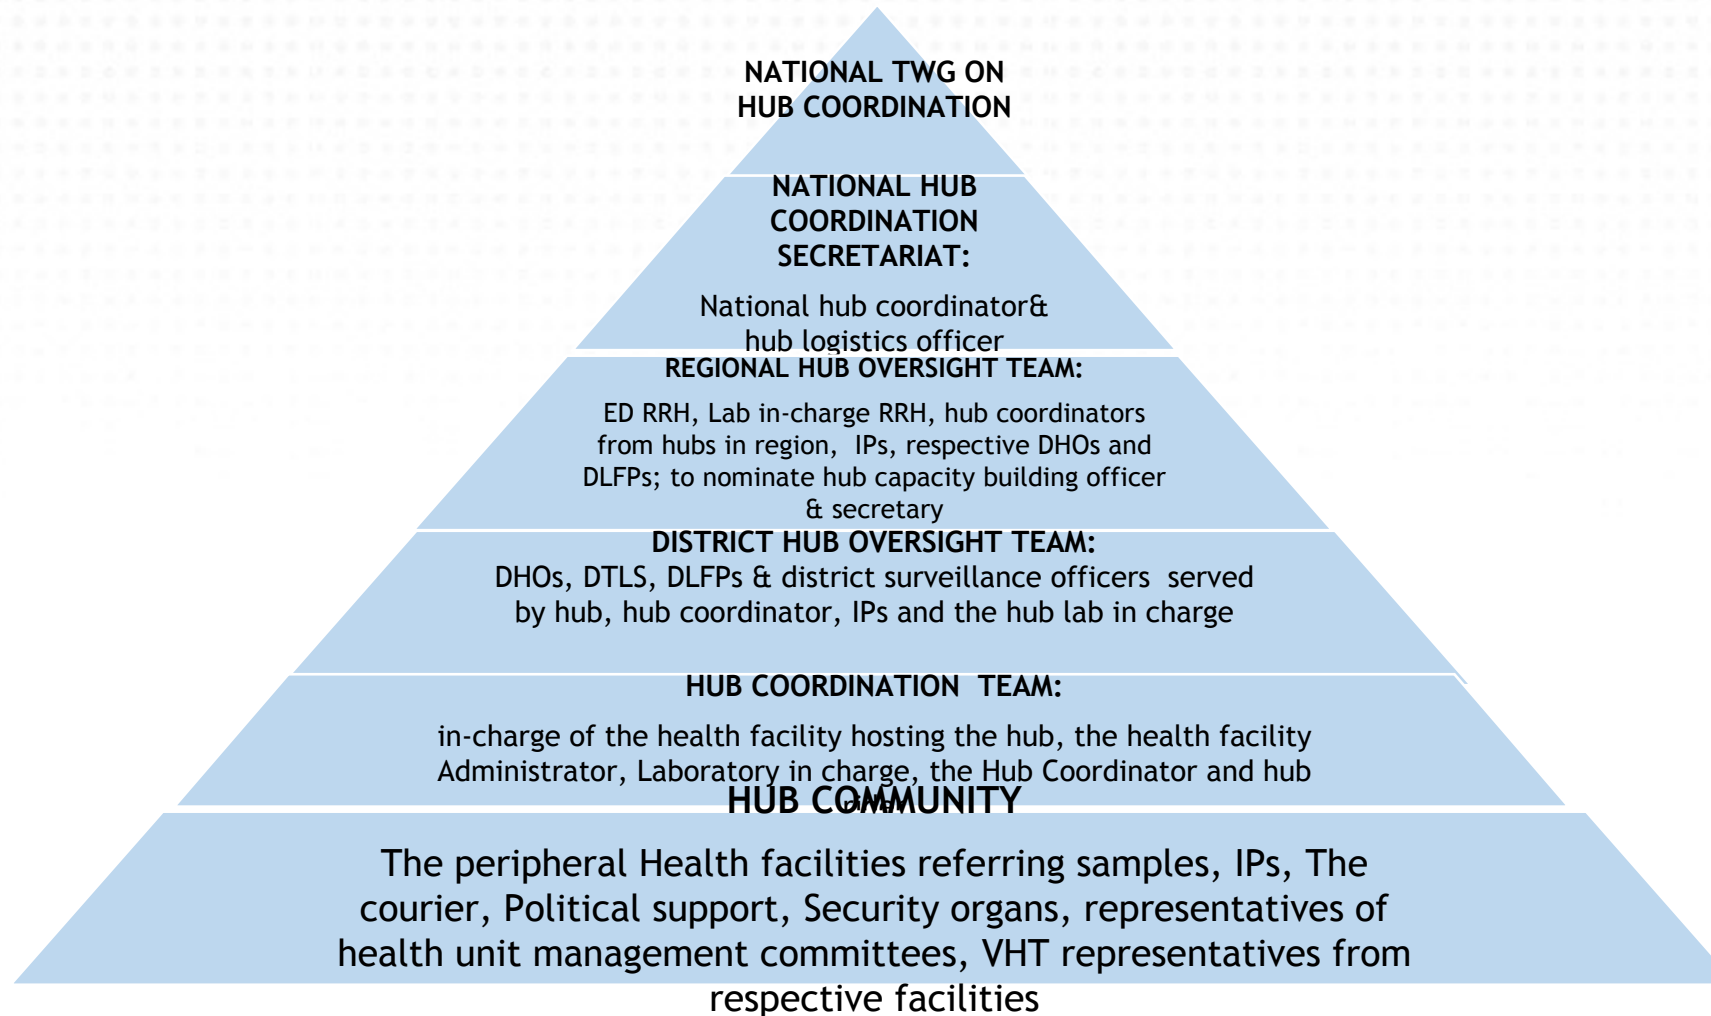 NATIONAL TWG ON
HUB COORDINATION
NATIONAL HUB
COORDINATION
SECRETARIAT:
National hub coordinator&
hub logistics officer
REGIONAL HUB OVERSIGHT TEAM:
ED RRH, Lab in-charge RRH, hub coordinators
from hubs in region,  IPs, respective DHOs and
DLFPs; to nominate hub capacity building officer
& secretary
DISTRICT HUB OVERSIGHT TEAM:
DHOs, DTLS, DLFPs & district surveillance officers  served
by hub, hub coordinator, IPs and the hub lab in charge
HUB COORDINATION  TEAM:
in-charge of the health facility hosting the hub, the health facility
Administrator, Laboratory in charge, the Hub Coordinator and hub
HUB COMMUNITY
The peripheral Health facilities referring samples, IPs, The
courier, Political support, Security organs, representatives of
health unit management committees, VHT representatives from
respective facilities